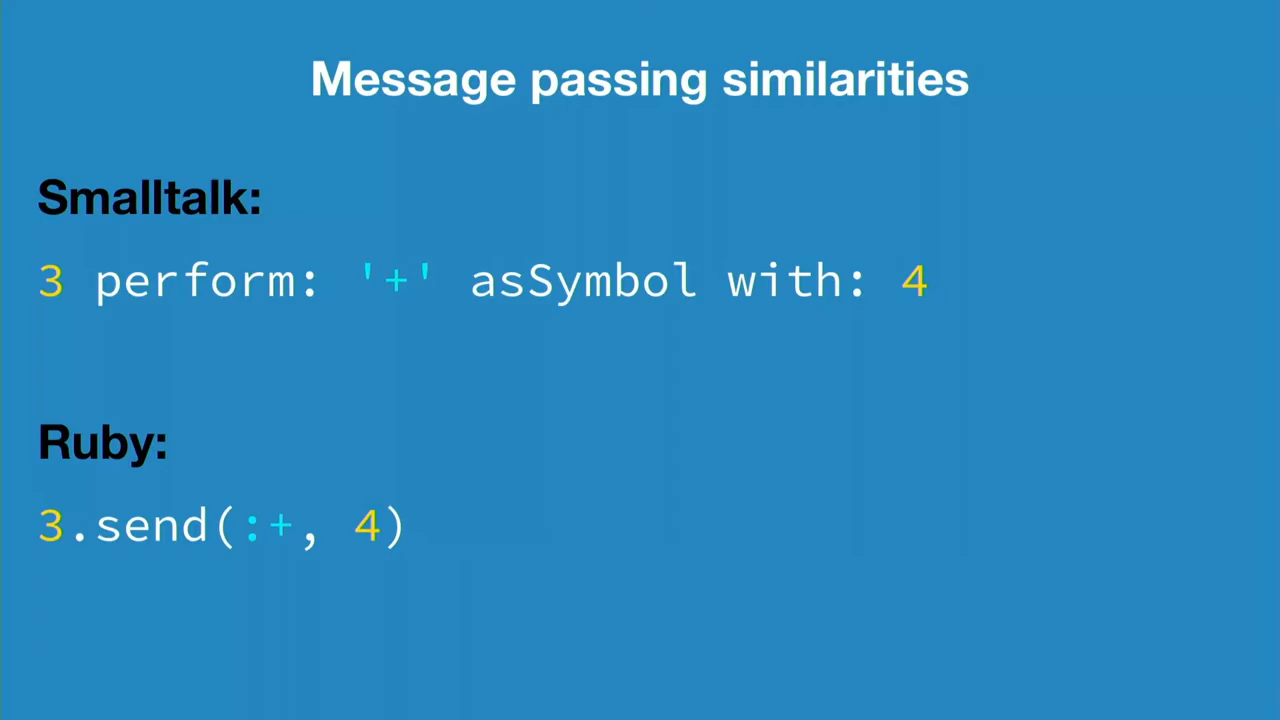 Message passing similarities
Smalltalk:
3 perform: '+' asSymbol with: 4
Ruby:
3.send(:+, 4)